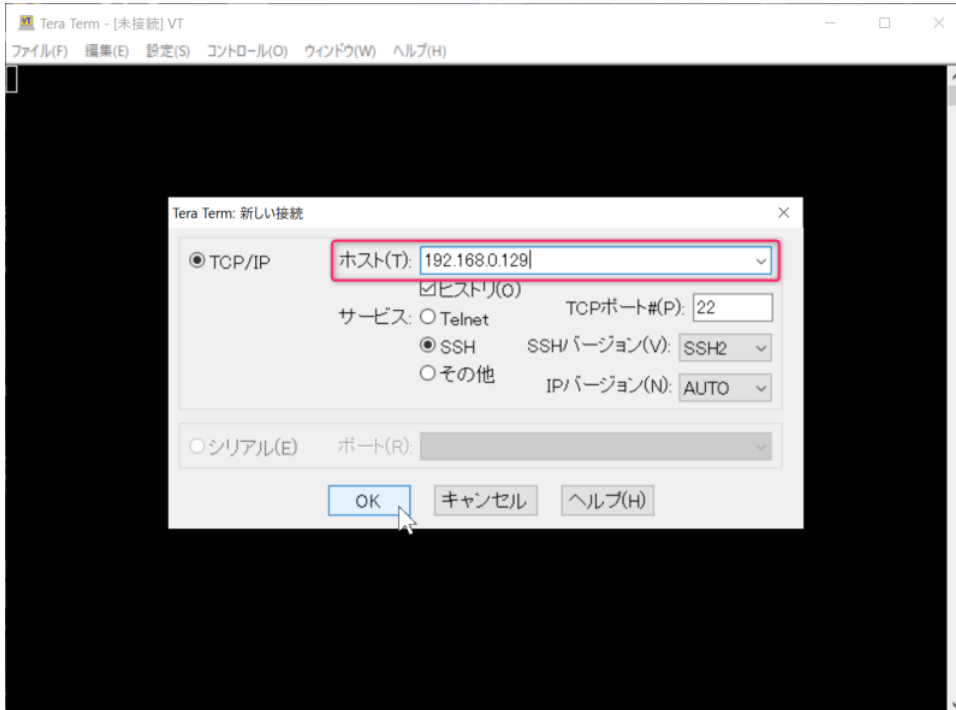 Tera Term - [未接続] VT
ファイル(F) 編集(E) 設定(S) コントロール(O) ウィンドウ(W) ヘルプ(H)
Tera Term: 新しい接続
TCP/IP ホスト(T): 192.168.0.129
ヒストリ(O)
サービス: Telnet TCPポート#(P): 22
SSH SSHバージョン(V): SSH2
その他 IPバージョン(N): AUTO
シリアル(E) ポート(R):
OK キャンセル ヘルプ(H)